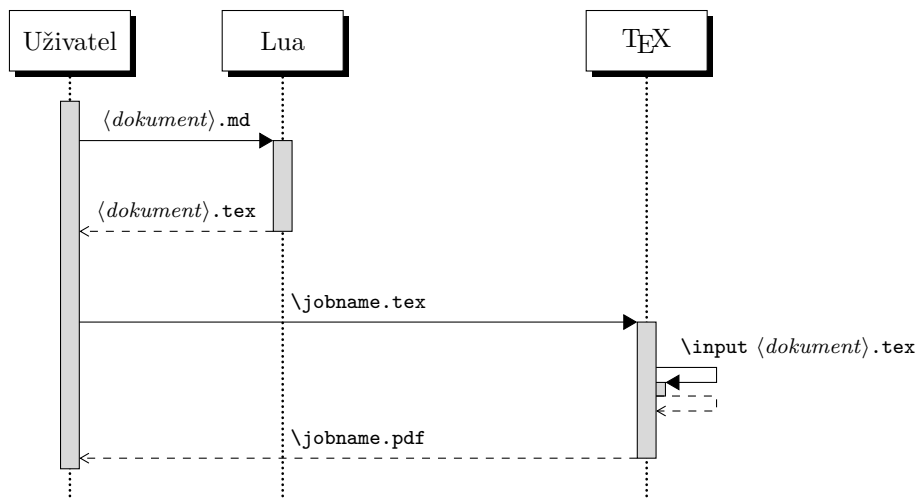 Uživatel
Lua
TEX
⟨dokument⟩.md
⟨dokument⟩.tex
\jobname.tex
\input ⟨dokument⟩.tex
\jobname.pdf